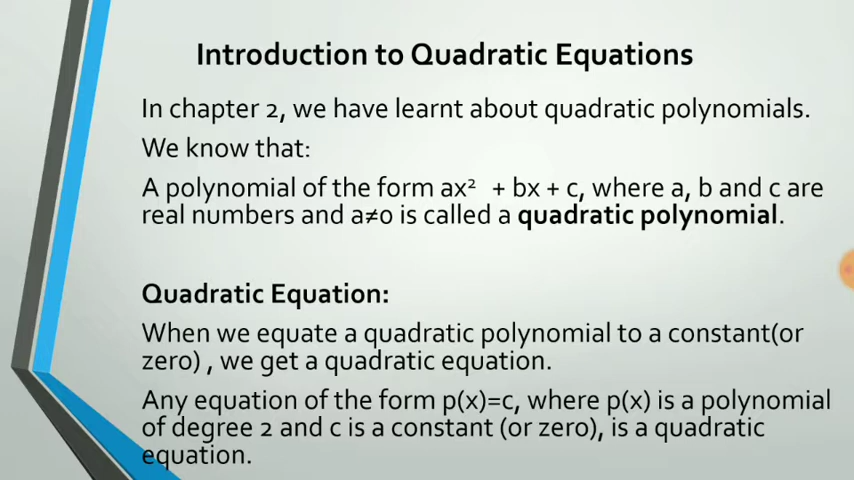 Introduction to Quadratic Equations
In chapter 2, we have learnt about quadratic polynomials.
We know that:
A polynomial of the form ax² + bx + c, where a, b and c are
real numbers and a≠0 is called a quadratic polynomial.
Quadratic Equation:
When we equate a quadratic polynomial to a constant(or
zero) , we get a quadratic equation.
Any equation of the form p(x)=c, where p(x) is a polynomial
of degree 2 and c is a constant (or zero), is a quadratic
equation.